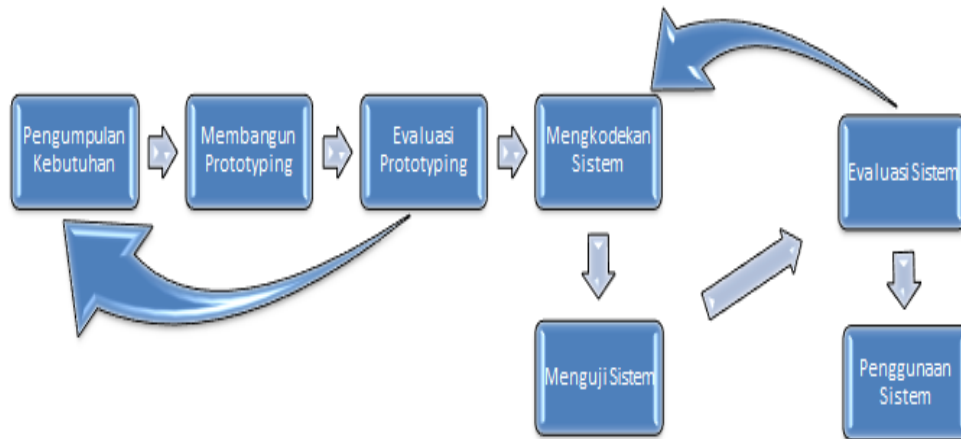 Pengumpulan
Kebutuhan
Membangun
Prototyping
Evaluasi
Prototyping
Mengkodekan
Sistem
Evaluasi Sistem
Menguji Sistem
Penggunaan
Sistem